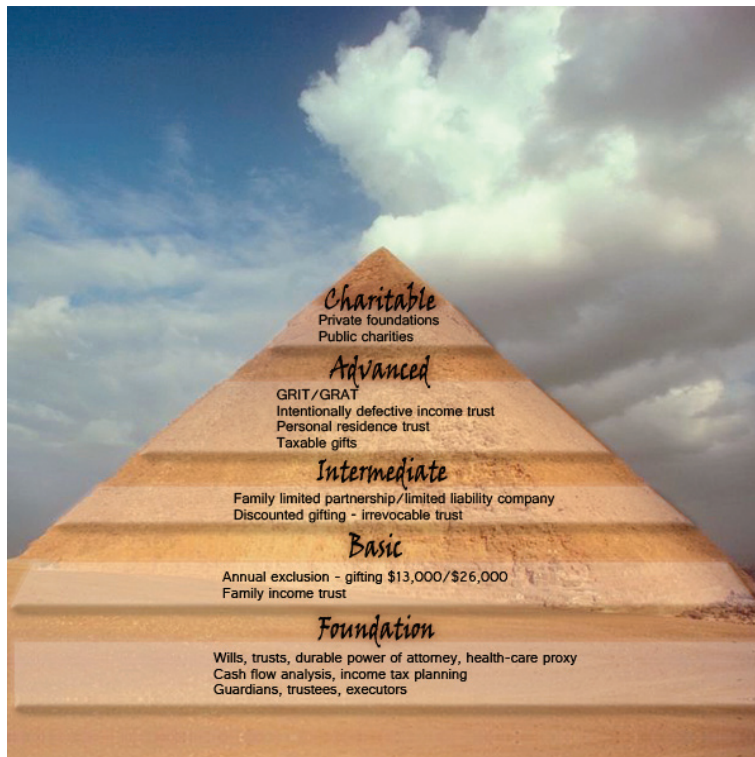 Charitable
Private foundations
Public charities
Advanced
GRIT/GRAT
Intentionally defective income trust
Personal residence trust
Taxable gifts
Intermediate
Family limited partnership/limited liability company
Discounted gifting - irrevocable trust
Basic
Annual exclusion - gifting $13,000/$26,000
Family income trust
Foundation
Wills, trusts, durable power of attorney, health-care proxy
Cash flow analysis, income tax planning
Guardians, trustees, executors